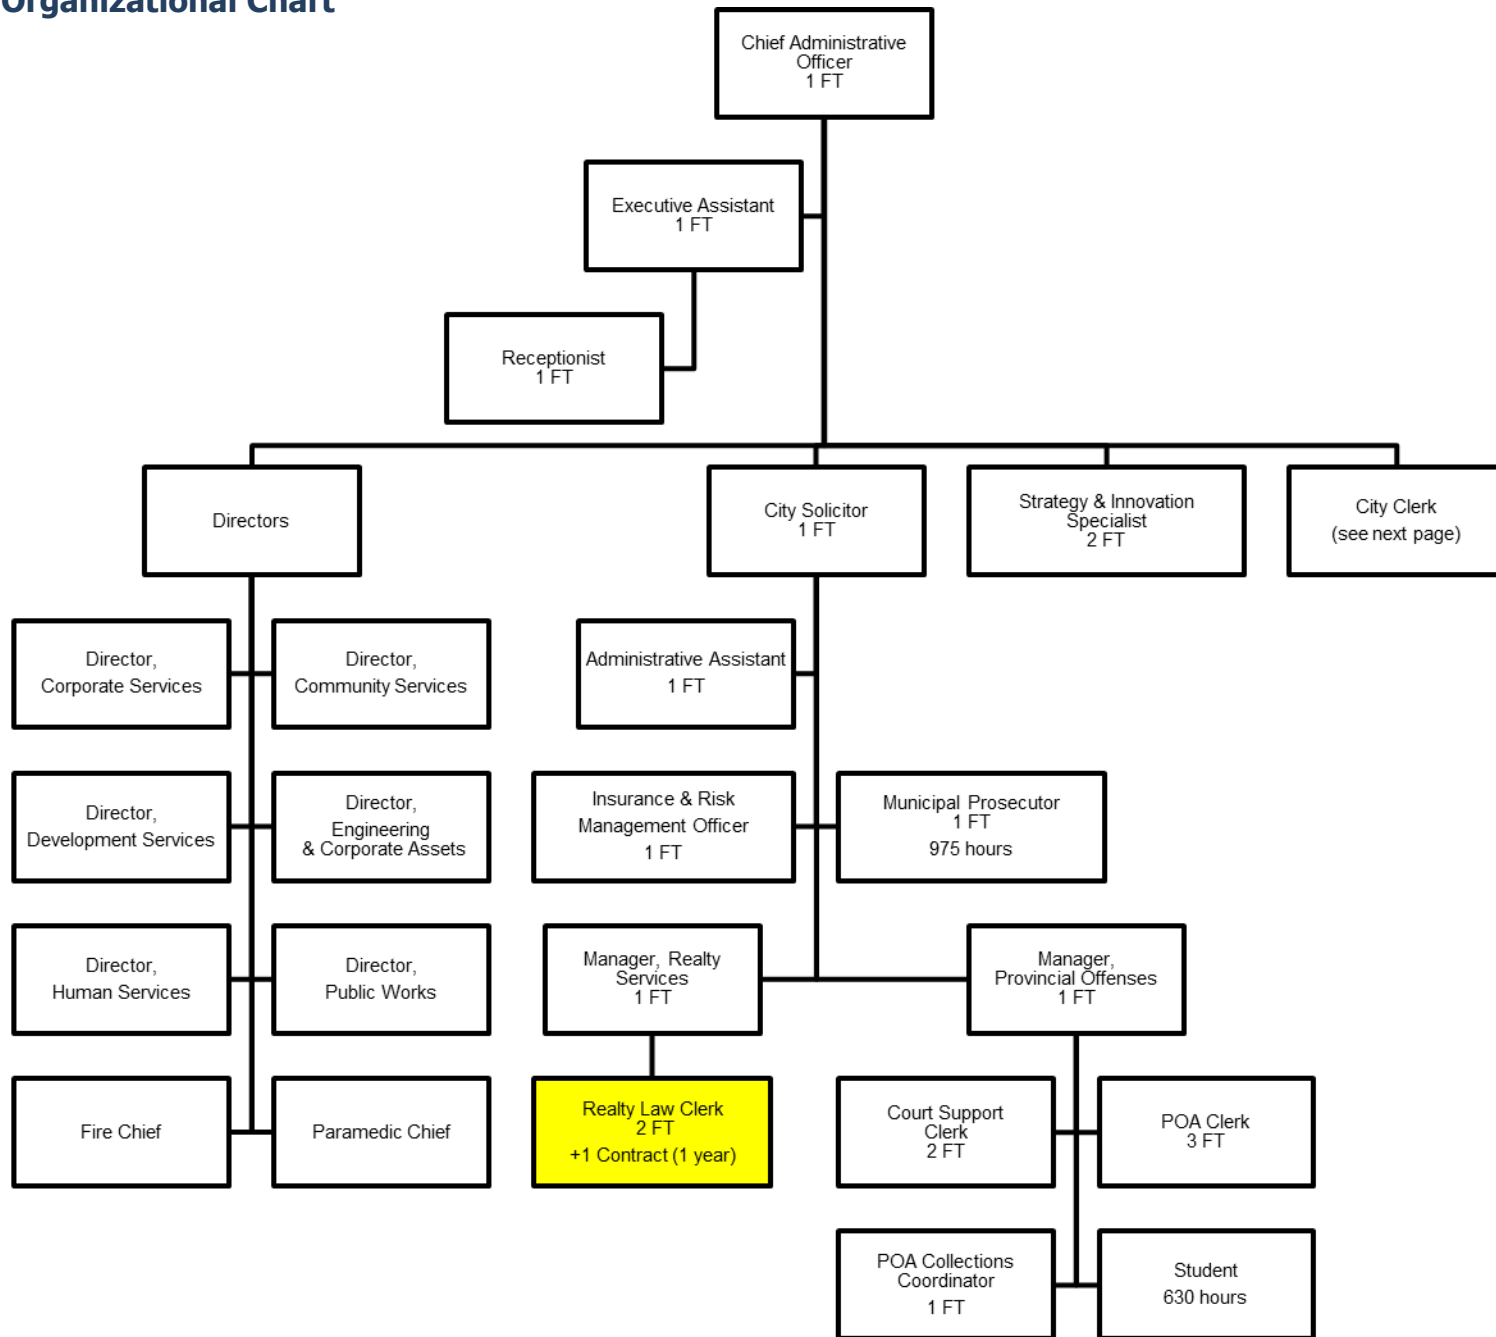 Organizational Chart
Chief Administrative
Officer
1 FT
Executive Assistant
1 FT
Receptionist
1 FT
Directors
City Solicitor
1 FT
Strategy & Innovation
Specialist
2 FT
City Clerk
(see next page)
Director,
Corporate Services
Director,
Community Services
Administrative Assistant
1 FT
Director,
Development Services
Director,
Engineering
& Corporate Assets
Insurance & Risk
Management Officer
1 FT
Municipal Prosecutor
1 FT
975 hours
Director,
Human Services
Director,
Public Works
Manager, Realty
Services
1 FT
Manager,
Provincial Offenses
1 FT
Fire Chief
Paramedic Chief
Realty Law Clerk
2 FT
+1 Contract (1 year)
Court Support
Clerk
2 FT
POA Clerk
3 FT
POA Collections
Coordinator
1 FT
Student
630 hours